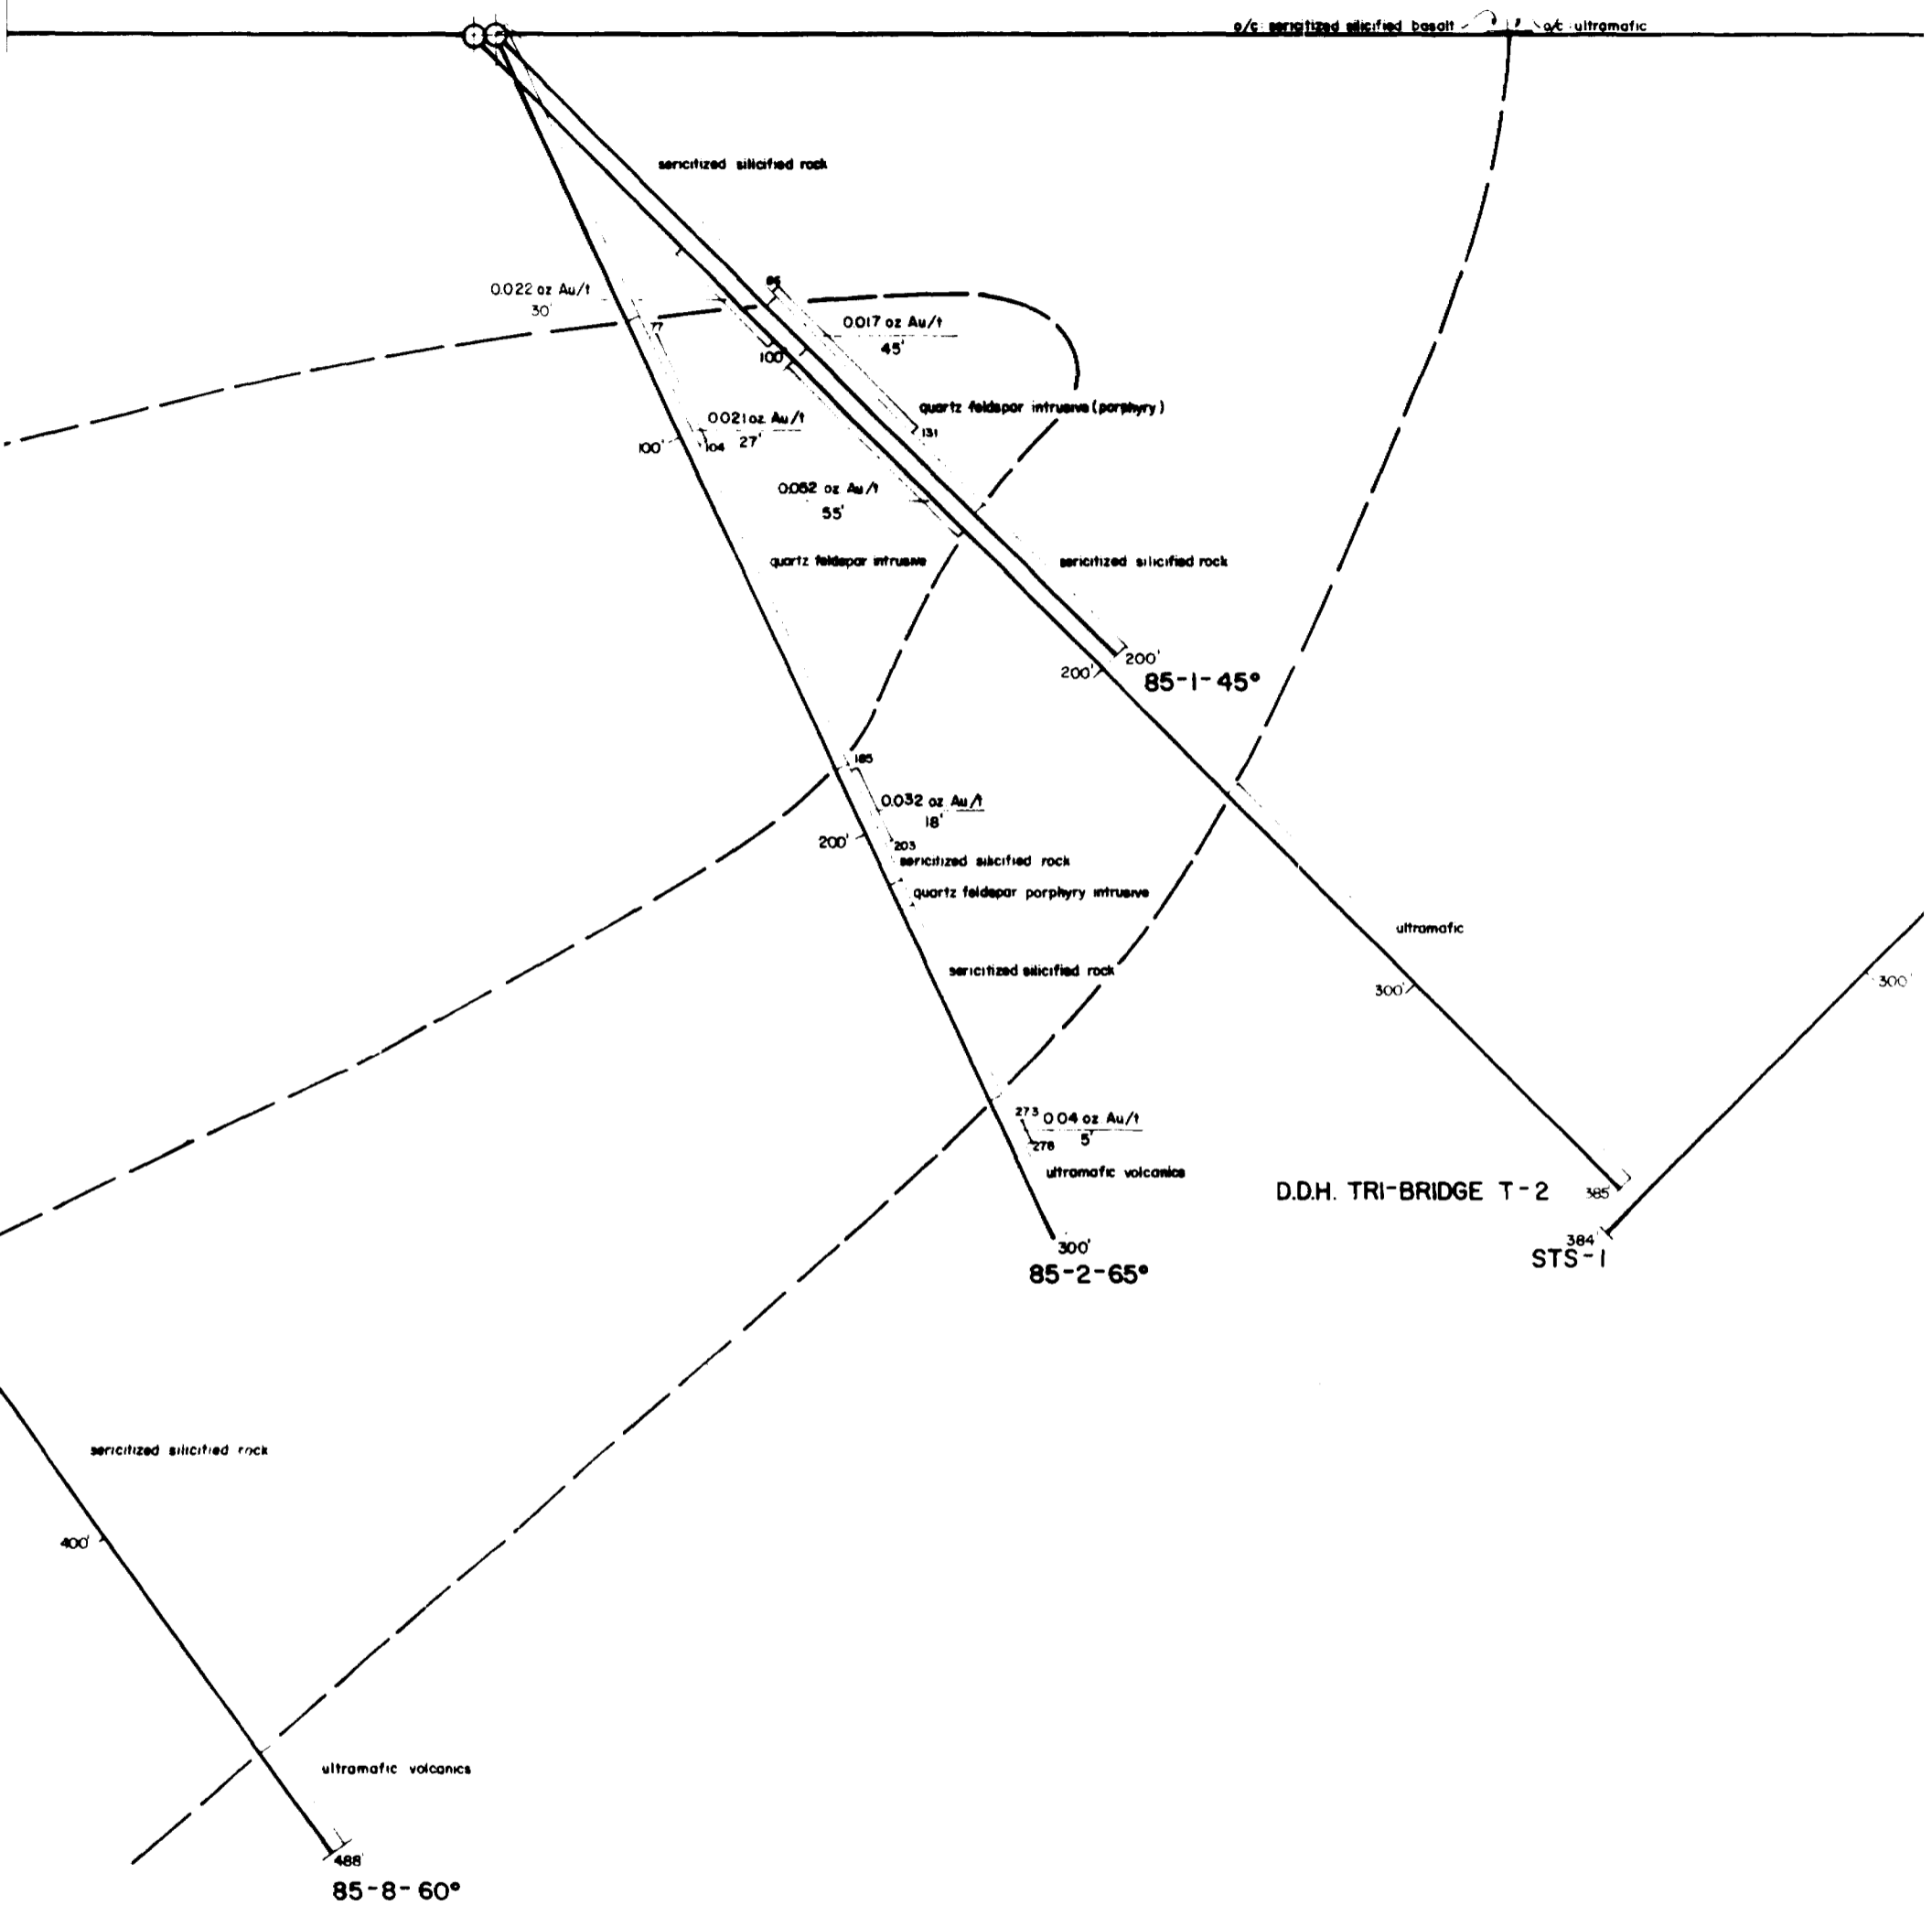 o/c: sericitized silicified basalt
o/c ultramafic
sericitized silicified rock
0.022 oz Au/t
30'
77
86
0.017 oz Au/t
45'
100'
quartz feldspar intrusive (porphyry)
131
0.021 oz. Au/t
27'
100'
104
0.052 oz Au/t
55'
quartz feldspar intrusive
sericitized silicified rock
200'
200'
85-1-45°
185
0.032 oz Au/t
18'
200'
203
sericitized silicified rock
quartz feldspar porphyry intrusive
ultramafic
sericitized silicified rock
300'
300'
273
0.04 oz Au/t
5'
278
ultramafic volcanics
D.D.H. TRI-BRIDGE T-2
385'
384'
STS-1
300'
85-2-65°
sericitized silicified rock
400'
ultramafic volcanics
488'
85-8-60°